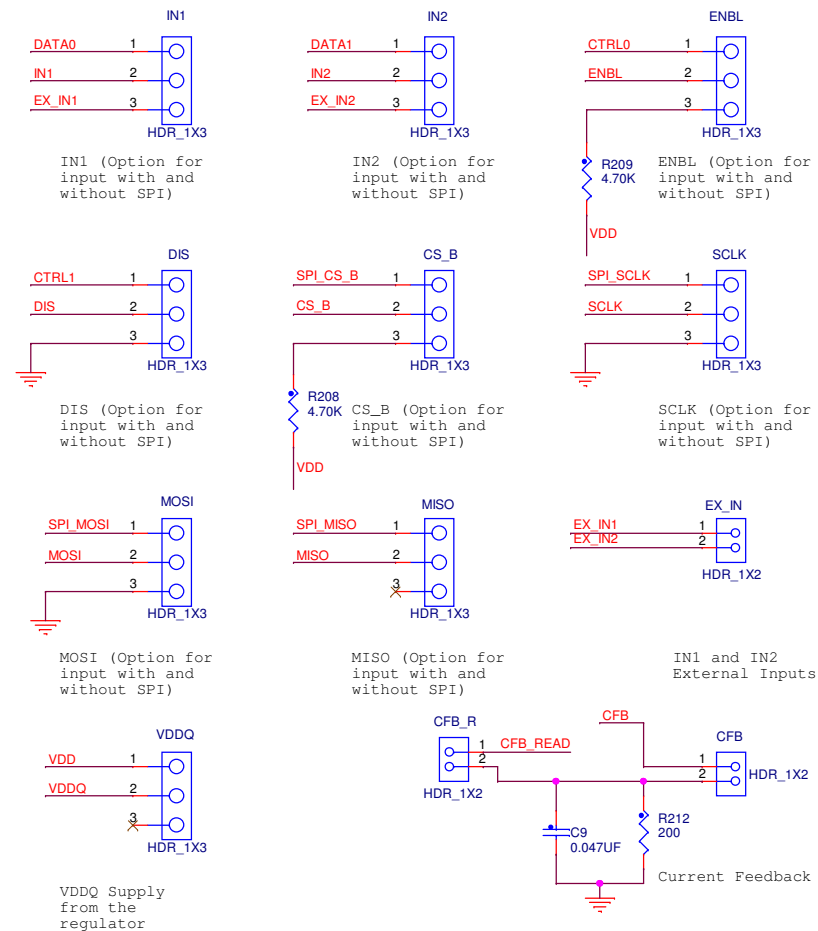 IN1
DATA0 1
IN1 2
EX_IN1 3
HDR_1X3
IN1 (Option for
input with and
without SPI)
IN2
DATA1 1
IN2 2
EX_IN2 3
HDR_1X3
IN2 (Option for
input with and
without SPI)
ENBL
CTRL0 1
ENBL 2
3
HDR_1X3
R209
4.70K
VDD
ENBL (Option for
input with and
without SPI)
DIS
CTRL1 1
DIS 2
3
HDR_1X3
DIS (Option for
input with and
without SPI)
CS_B
SPI_CS_B 1
CS_B 2
3
HDR_1X3
R208
4.70K
VDD
CS_B (Option for
input with and
without SPI)
SCLK
SPI_SCLK 1
SCLK 2
3
HDR_1X3
SCLK (Option for
input with and
without SPI)
MOSI
SPI_MOSI 1
MOSI 2
3
HDR_1X3
MOSI (Option for
input with and
without SPI)
MISO
SPI_MISO 1
MISO 2
3
HDR_1X3
MISO (Option for
input with and
without SPI)
EX_IN
EX_IN1 1
EX_IN2 2
HDR_1X2
IN1 and IN2
External Inputs
VDDQ
VDD 1
VDDQ 2
3
HDR_1X3
VDDQ Supply
from the
regulator
CFB_R
1 CFB_READ
2
HDR_1X2
CFB
CFB
1
2
HDR_1X2
C9
0.047UF
R212
200
Current Feedback